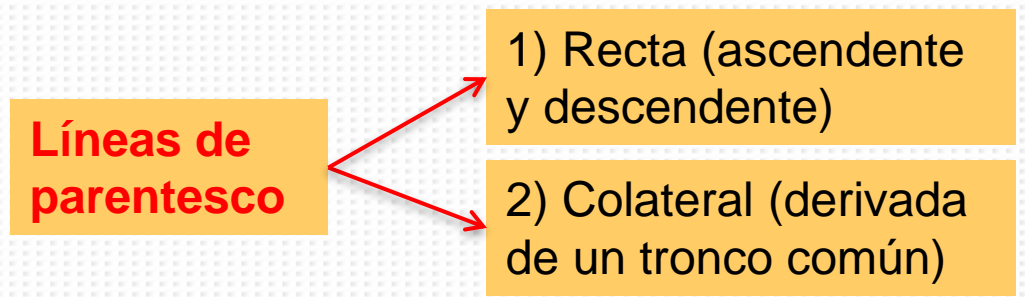 Líneas de
parentesco
1) Recta (ascendente
y descendente)
2) Colateral (derivada
de un tronco común)